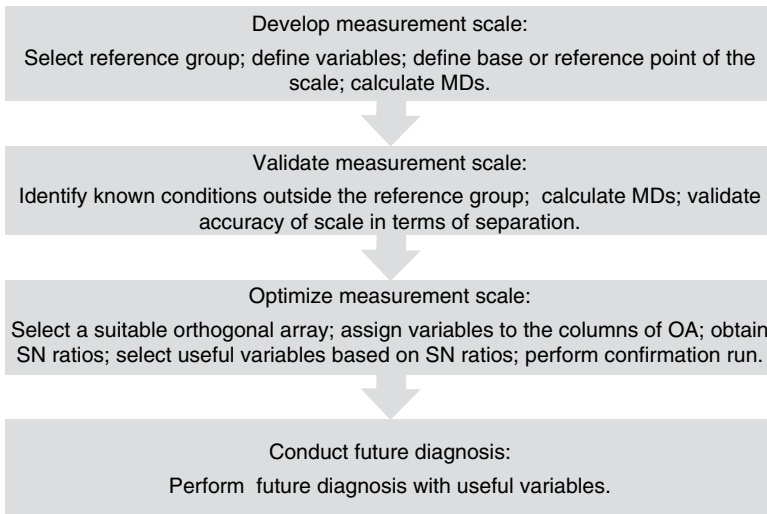 Develop measurement scale:
Select reference group; define variables; define base or reference point of the
scale; calculate MDs.
Validate measurement scale:
Identify known conditions outside the reference group; calculate MDs; validate
accuracy of scale in terms of separation.
Optimize measurement scale:
Select a suitable orthogonal array; assign variables to the columns of OA; obtain
SN ratios; select useful variables based on SN ratios; perform confirmation run.
Conduct future diagnosis:
Perform future diagnosis with useful variables.